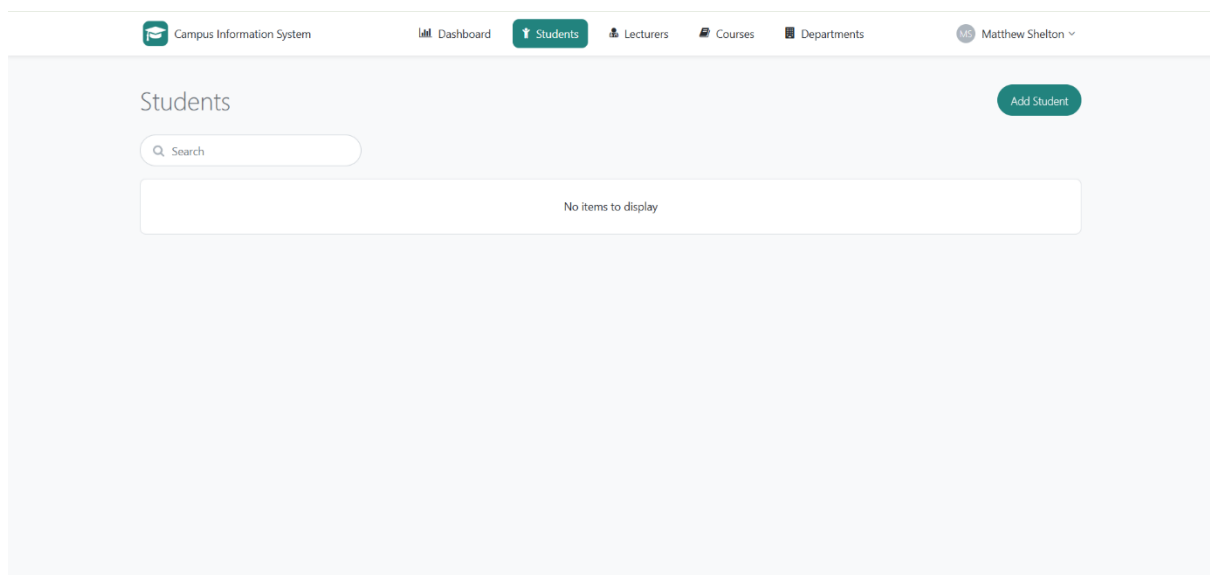 Campus Information System Dashboard Students Lecturers Courses Departments MS Matthew Shelton
Students Add Student
Search
No items to display